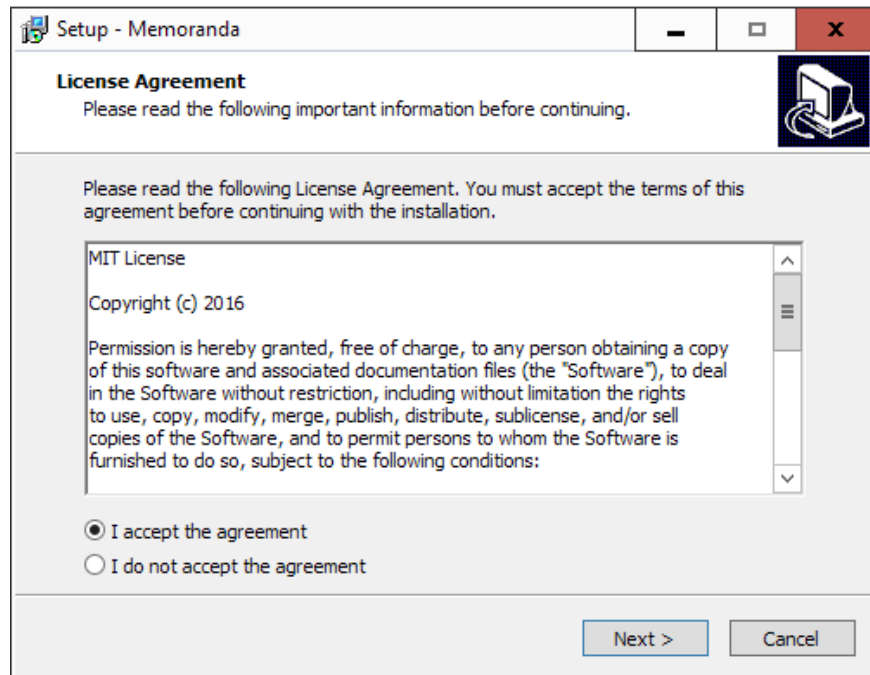 Setup - Memoranda
License Agreement
Please read the following important information before continuing.
Please read the following License Agreement. You must accept the terms of this
agreement before continuing with the installation.
MIT License
Copyright (c) 2016
Permission is hereby granted, free of charge, to any person obtaining a copy
of this software and associated documentation files (the "Software"), to deal
in the Software without restriction, including without limitation the rights
to use, copy, modify, merge, publish, distribute, sublicense, and/or sell
copies of the Software, and to permit persons to whom the Software is
furnished to do so, subject to the following conditions:
I accept the agreement
I do not accept the agreement
Next >
Cancel